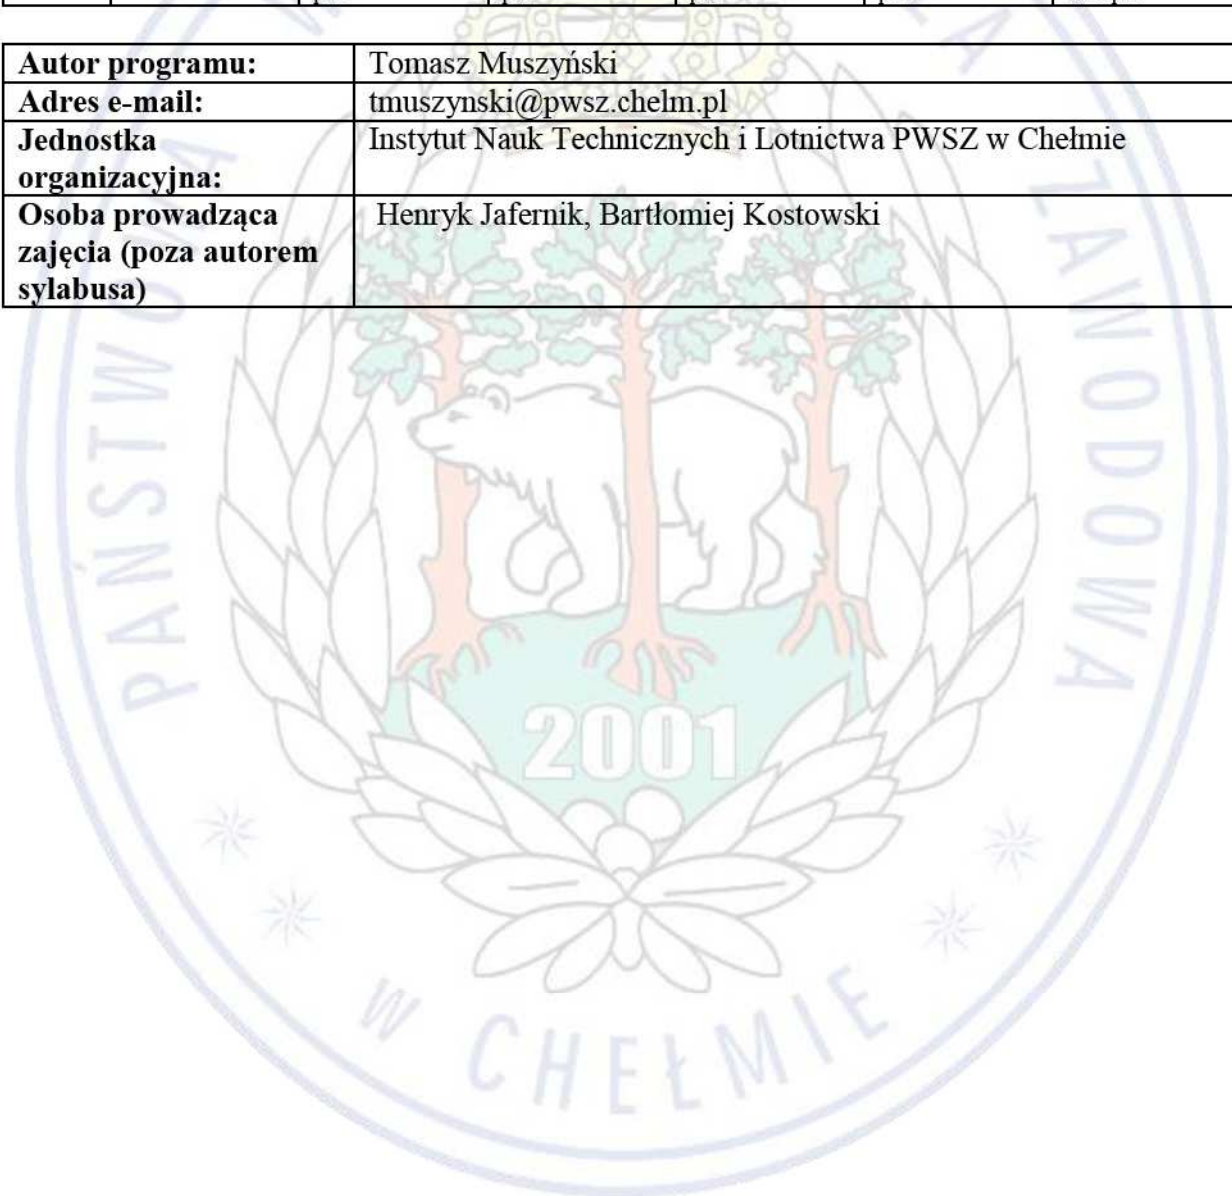 Autor programu: Tomasz Muszyński
Adres e-mail: tmuszynski@pwsz.chelm.pl
Jednostka organizacyjna: Instytut Nauk Technicznych i Lotnictwa PWSZ w Chełmie
Osoba prowadząca zajęcia (poza autorem sylabusa) Henryk Jafernik, Bartłomiej Kostowski
PAŃSTWOWA
ZAWODOWA
2001
W CHEŁMIE